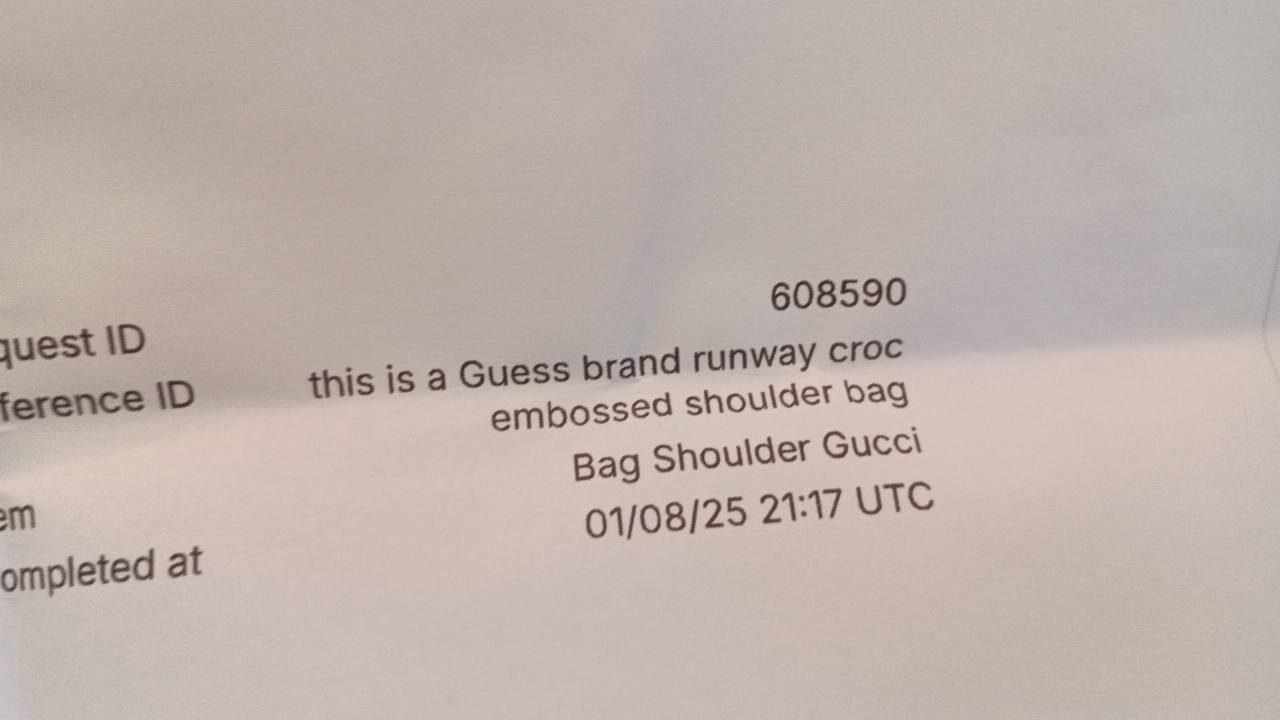 608590
quest ID
this is a Guess brand runway croc
ference ID
embossed shoulder bag
Bag Shoulder Gucci
em
01/08/25 21:17 UTC
ompleted at